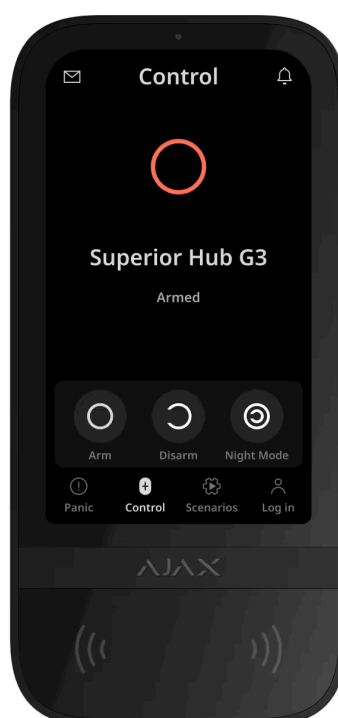 Control
Superior Hub G3
Armed
Arm Disarm Night Mode
Panic Control Scenarios Log in
AJAX